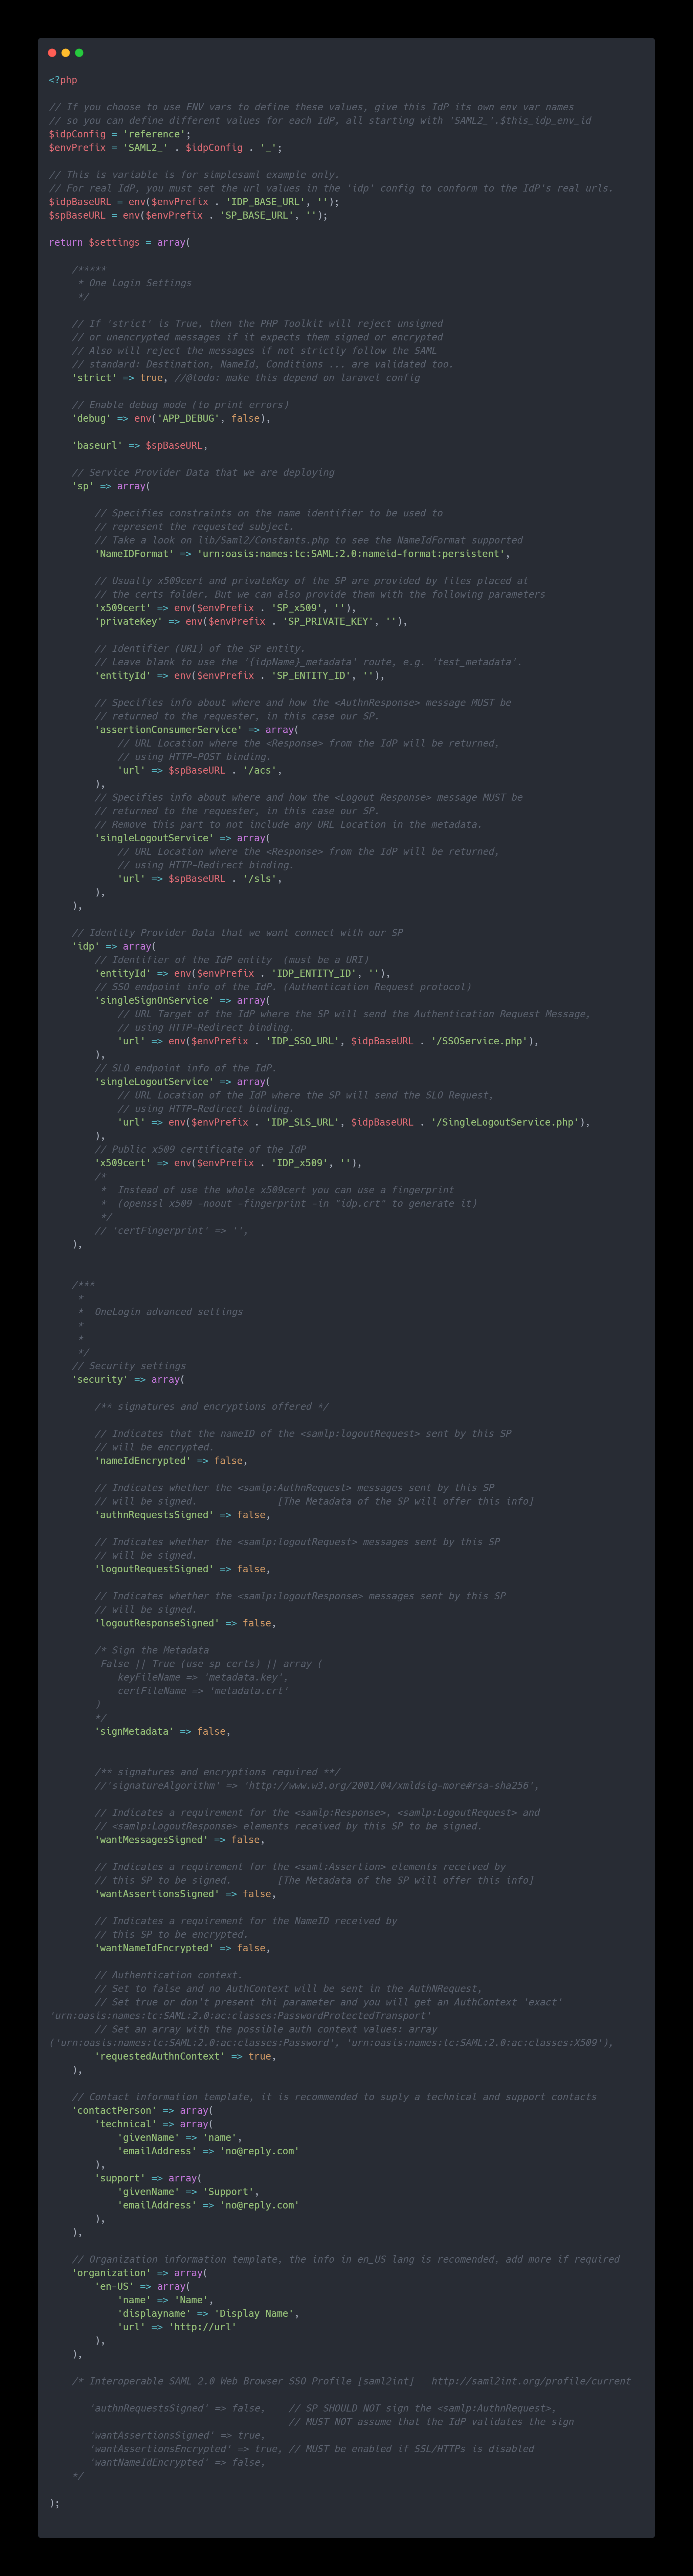 <?php

// If you choose to use ENV vars to define these values, give this IdP its own env var names
// so you can define different values for each IdP, all starting with 'SAML2_'.$this_idp_env_id
$idpConfig = 'reference';
$envPrefix = 'SAML2_' . $idpConfig . '_';

// This is variable is for simplesaml example only.
// For real IdP, you must set the url values in the 'idp' config to conform to the IdP's real urls.
$idpBaseURL = env($envPrefix . 'IDP_BASE_URL', '');
$spBaseURL = env($envPrefix . 'SP_BASE_URL', '');

return $settings = array(

    /*****
     * One Login Settings
     */

    // If 'strict' is True, then the PHP Toolkit will reject unsigned
    // or unencrypted messages if it expects them signed or encrypted
    // Also will reject the messages if not strictly follow the SAML
    // standard: Destination, NameId, Conditions ... are validated too.
    'strict' => true, //@todo: make this depend on laravel config

    // Enable debug mode (to print errors)
    'debug' => env('APP_DEBUG', false),

    'baseurl' => $spBaseURL,

    // Service Provider Data that we are deploying
    'sp' => array(

        // Specifies constraints on the name identifier to be used to
        // represent the requested subject.
        // Take a look on lib/Saml2/Constants.php to see the NameIdFormat supported
        'NameIDFormat' => 'urn:oasis:names:tc:SAML:2.0:nameid-format:persistent',

        // Usually x509cert and privateKey of the SP are provided by files placed at
        // the certs folder. But we can also provide them with the following parameters
        'x509cert' => env($envPrefix . 'SP_x509', ''),
        'privateKey' => env($envPrefix . 'SP_PRIVATE_KEY', ''),

        // Identifier (URI) of the SP entity.
        // Leave blank to use the '{idpName}_metadata' route, e.g. 'test_metadata'.
        'entityId' => env($envPrefix . 'SP_ENTITY_ID', ''),

        // Specifies info about where and how the <AuthnResponse> message MUST be
        // returned to the requester, in this case our SP.
        'assertionConsumerService' => array(
            // URL Location where the <Response> from the IdP will be returned,
            // using HTTP-POST binding.
            'url' => $spBaseURL . '/acs',
        ),
        // Specifies info about where and how the <Logout Response> message MUST be
        // returned to the requester, in this case our SP.
        // Remove this part to not include any URL Location in the metadata.
        'singleLogoutService' => array(
            // URL Location where the <Response> from the IdP will be returned,
            // using HTTP-Redirect binding.
            'url' => $spBaseURL . '/sls',
        ),
    ),

    // Identity Provider Data that we want connect with our SP
    'idp' => array(
        // Identifier of the IdP entity  (must be a URI)
        'entityId' => env($envPrefix . 'IDP_ENTITY_ID', ''),
        // SSO endpoint info of the IdP. (Authentication Request protocol)
        'singleSignOnService' => array(
            // URL Target of the IdP where the SP will send the Authentication Request Message,
            // using HTTP-Redirect binding.
            'url' => env($envPrefix . 'IDP_SSO_URL', $idpBaseURL . '/SSOService.php'),
        ),
        // SLO endpoint info of the IdP.
        'singleLogoutService' => array(
            // URL Location of the IdP where the SP will send the SLO Request,
            // using HTTP-Redirect binding.
            'url' => env($envPrefix . 'IDP_SLS_URL', $idpBaseURL . '/SingleLogoutService.php'),
        ),
        // Public x509 certificate of the IdP
        'x509cert' => env($envPrefix . 'IDP_x509', ''),
        /*
         *  Instead of use the whole x509cert you can use a fingerprint
         *  (openssl x509 -noout -fingerprint -in "idp.crt" to generate it)
         */
        // 'certFingerprint' => '',
    ),


    /***
     *
     *  OneLogin advanced settings
     *
     *
     */
    // Security settings
    'security' => array(

        /** signatures and encryptions offered */

        // Indicates that the nameID of the <samlp:logoutRequest> sent by this SP
        // will be encrypted.
        'nameIdEncrypted' => false,

        // Indicates whether the <samlp:AuthnRequest> messages sent by this SP
        // will be signed.              [The Metadata of the SP will offer this info]
        'authnRequestsSigned' => false,

        // Indicates whether the <samlp:logoutRequest> messages sent by this SP
        // will be signed.
        'logoutRequestSigned' => false,

        // Indicates whether the <samlp:logoutResponse> messages sent by this SP
        // will be signed.
        'logoutResponseSigned' => false,

        /* Sign the Metadata
         False || True (use sp certs) || array (
            keyFileName => 'metadata.key',
            certFileName => 'metadata.crt'
        )
        */
        'signMetadata' => false,


        /** signatures and encryptions required **/
        //'signatureAlgorithm' => 'http://www.w3.org/2001/04/xmldsig-more#rsa-sha256',

        // Indicates a requirement for the <samlp:Response>, <samlp:LogoutRequest> and
        // <samlp:LogoutResponse> elements received by this SP to be signed.
        'wantMessagesSigned' => false,

        // Indicates a requirement for the <saml:Assertion> elements received by
        // this SP to be signed.        [The Metadata of the SP will offer this info]
        'wantAssertionsSigned' => false,

        // Indicates a requirement for the NameID received by
        // this SP to be encrypted.
        'wantNameIdEncrypted' => false,

        // Authentication context.
        // Set to false and no AuthContext will be sent in the AuthNRequest,
        // Set true or don't present thi parameter and you will get an AuthContext 'exact'
'urn:oasis:names:tc:SAML:2.0:ac:classes:PasswordProtectedTransport'
        // Set an array with the possible auth context values: array
('urn:oasis:names:tc:SAML:2.0:ac:classes:Password', 'urn:oasis:names:tc:SAML:2.0:ac:classes:X509'),
        'requestedAuthnContext' => true,
    ),

    // Contact information template, it is recommended to suply a technical and support contacts
    'contactPerson' => array(
        'technical' => array(
            'givenName' => 'name',
            'emailAddress' => 'no@reply.com'
        ),
        'support' => array(
            'givenName' => 'Support',
            'emailAddress' => 'no@reply.com'
        ),
    ),

    // Organization information template, the info in en_US lang is recomended, add more if required
    'organization' => array(
        'en-US' => array(
            'name' => 'Name',
            'displayname' => 'Display Name',
            'url' => 'http://url'
        ),
    ),

    /* Interoperable SAML 2.0 Web Browser SSO Profile [saml2int]   http://saml2int.org/profile/current

       'authnRequestsSigned' => false,    // SP SHOULD NOT sign the <samlp:AuthnRequest>,
                                          // MUST NOT assume that the IdP validates the sign
       'wantAssertionsSigned' => true,
       'wantAssertionsEncrypted' => true, // MUST be enabled if SSL/HTTPs is disabled
       'wantNameIdEncrypted' => false,
    */

);